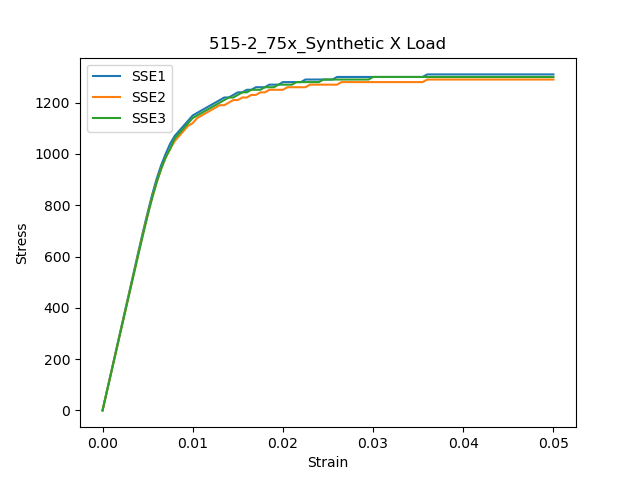 515-2_75x_Synthetic X Load
SSE1
SSE2
SSE3
1200
1000
800
600
400
200
0
Stress
0.00 0.01 0.02 0.03 0.04 0.05
Strain